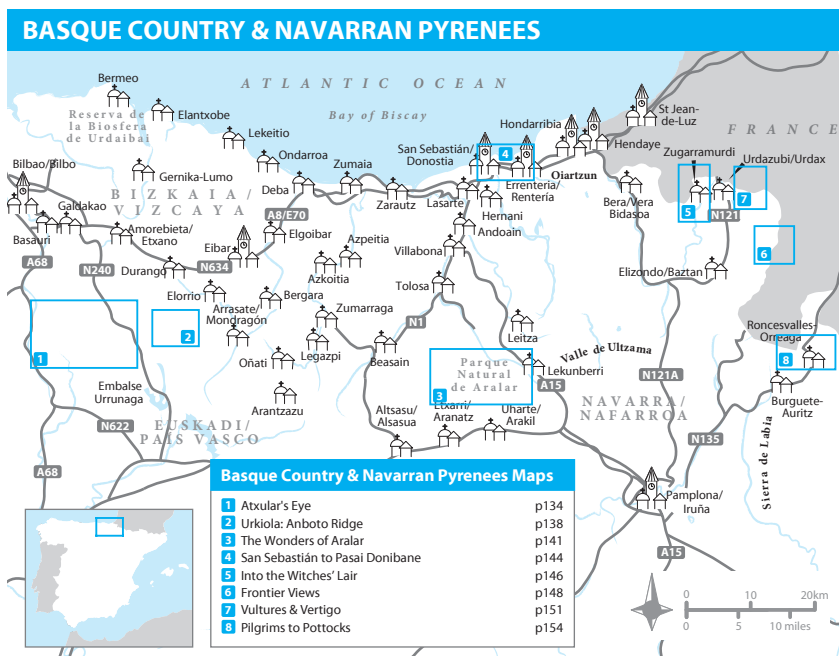 BASQUE COUNTRY & NAVARRAN PYRENEES
ATLANTIC OCEAN
Bay of Biscay
FRANCE
Bermeo
Elantxobe
Reserva de
la Biosfera
de Urdaibai
Lekeitio
Ondarroa
Zumaia
Deba
Zarautz
San Sebastián/
Donostia
4
Lasarte
Hondarribia
Hendaye
St Jean-
de-Luz
Errenteria/
Rentería
Oiartzun
Hernani
Andoain
Zugarramurdi
Urdazubi/Urdax
5
7
N121
Bera/Vera
Bidasoa
6
Elizondo/Baztan
Bilbao/Bilbo
Gernika-Lumo
BIZKAIA/
VIZCAYA
Galdakao
Basauri
Amorebieta/
Etxano
A68
N240
Durango
N634
Eibar
A8/E70
Elgoibar
Azpeitia
Azkoitia
Villabona
Tolosa
Elorrio
Arrasate/
Mondragón
Bergara
Zumarraga
N1
1
2
Oñati
Legazpi
Beasain
Leitza
Parque
Natural
de Aralar
3
Lekunberri
Valle de Ultzama
A15
N121A
Roncesvalles-
Orreaga
8
Burguete-
Auritz
Embalse
Urrunaga
N622
EUSKADI/
PAÍS VASCO
Arantzazu
Altsasu/
Alsasua
Etxarri/
Aranatz
Uharte/
Arakil
NAVARRA/
NAFARROA
N135
Sierra de Labia
A68
Pamplona/
Iruña
A15
Basque Country & Navarran Pyrenees Maps
1 Atxular's Eye p134
2 Urkiola: Anboto Ridge p138
3 The Wonders of Aralar p141
4 San Sebastián to Pasai Donibane p144
5 Into the Witches' Lair p146
6 Frontier Views p148
7 Vultures & Vertigo p151
8 Pilgrims to Pottocks p154
0 10 20km
0 5 10 miles